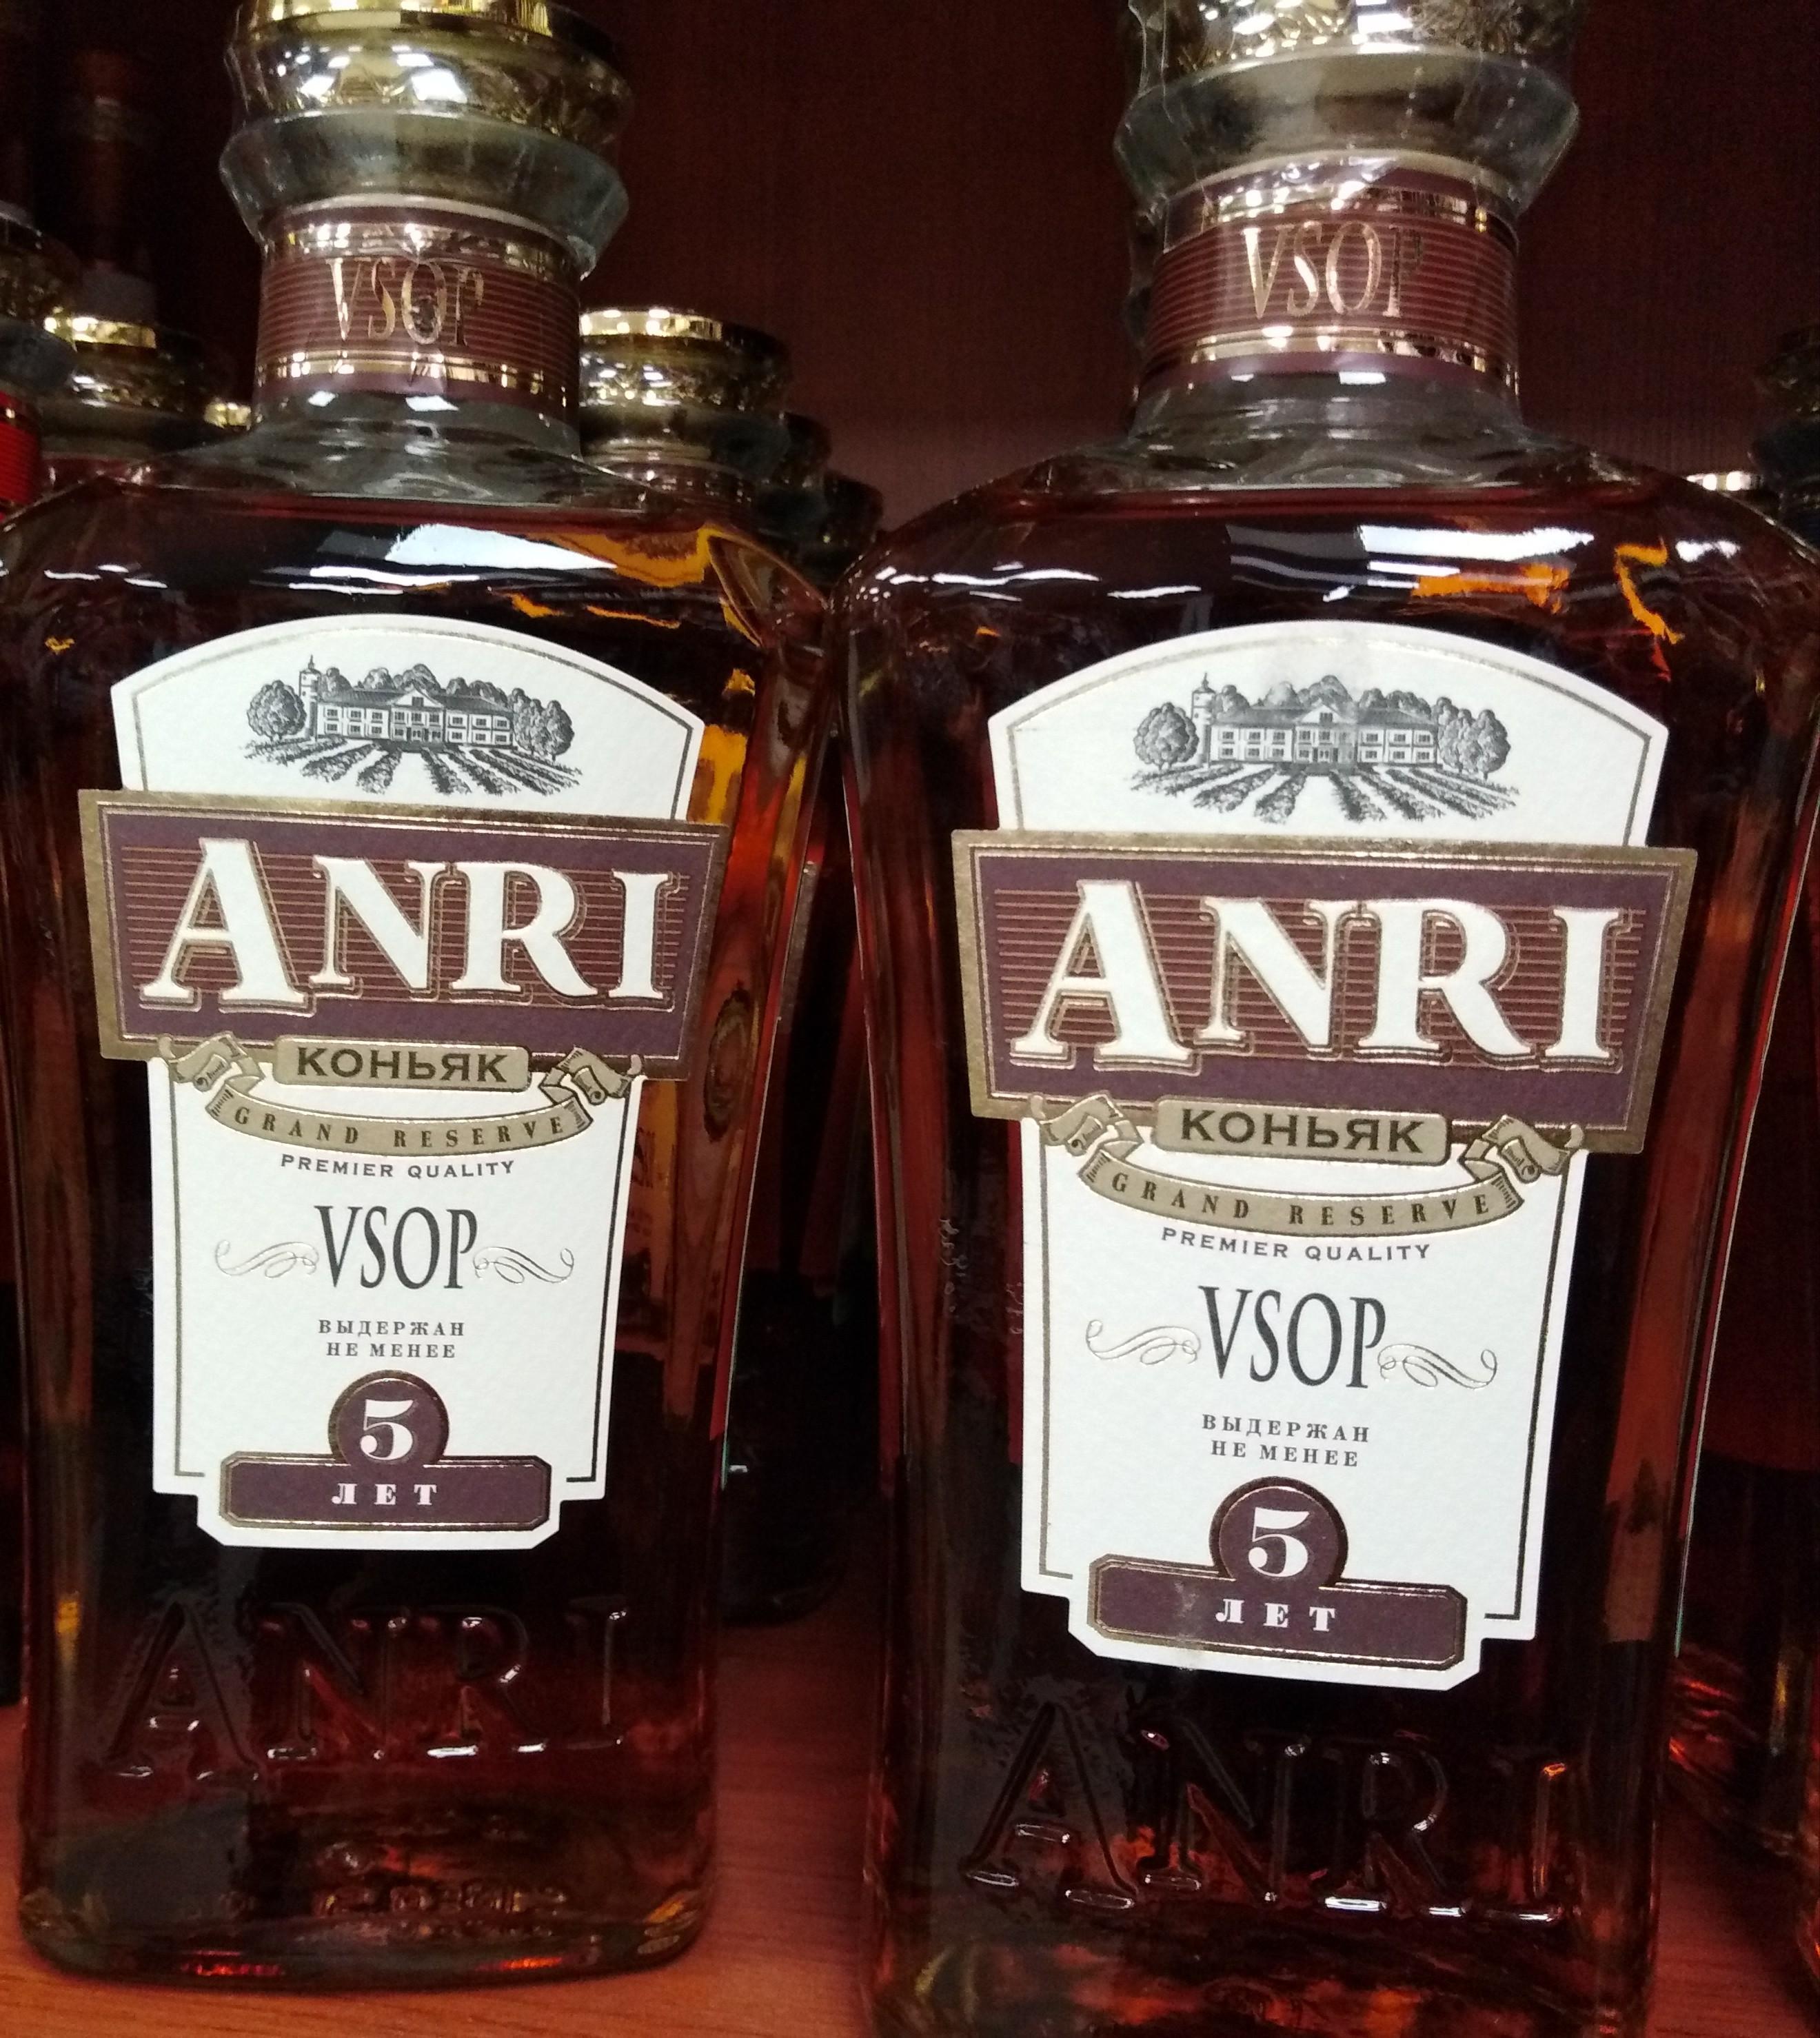 VSOP
ANRI
КОНЬЯК
GRAND RESERVE
PREMIER QUALITY
VSOP
ВЫДЕРЖАН
НЕ МЕНЕЕ
5
ЛЕТ
ANRI
VSOP
ANRI
КОНЬЯК
GRAND RESERVE
PREMIER QUALITY
VSOP
ВЫДЕРЖАН
НЕ МЕНЕЕ
5
ЛЕТ
ANRI